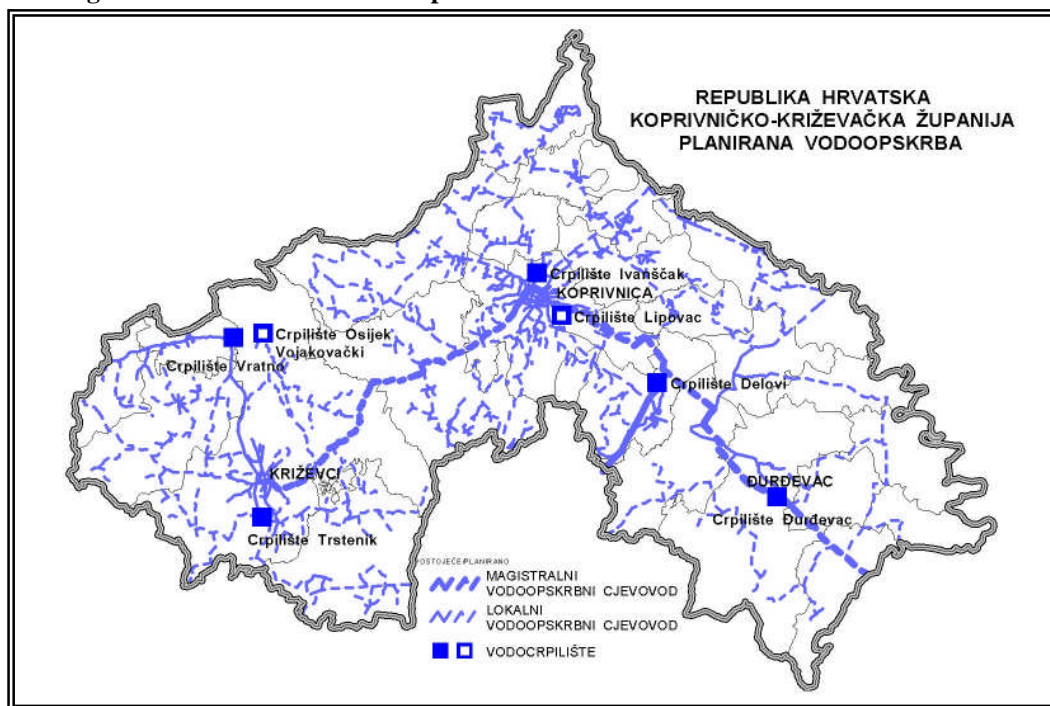 REPUBLIKA HRVATSKA
KOPRIVNIČKO-KRIŽEVAČKA ŽUPANIJA
PLANIRANA VODOOPSKRBA
Crpilište Ivanščak
KOPRIVNICA
Crpilište Lipovac
Crpilište Osijek
Vojakovački
Crpilište Vratno
Crpilište Delovi
KRIŽEVCI
ĐURĐEVAC
Crpilište Đurđevac
Crpilište Trstenik
POSTOJEĆE/PLANIRANO
MAGISTRALNI
VODOOPSKRBNI CJEVOVOD
LOKALNI
VODOOPSKRBNI CJEVOVOD
VODOCRPILIŠTE